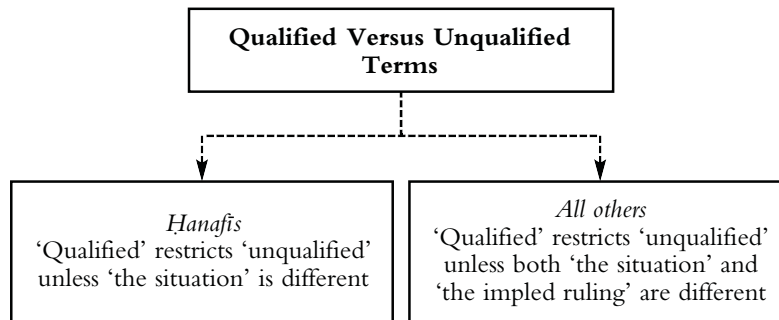 Qualified Versus Unqualified
Terms
Ḥanafīs
‘Qualified’ restricts ‘unqualified’
unless ‘the situation’ is different
All others
‘Qualified’ restricts ‘unqualified’
unless both ‘the situation’ and
‘the impled ruling’ are different